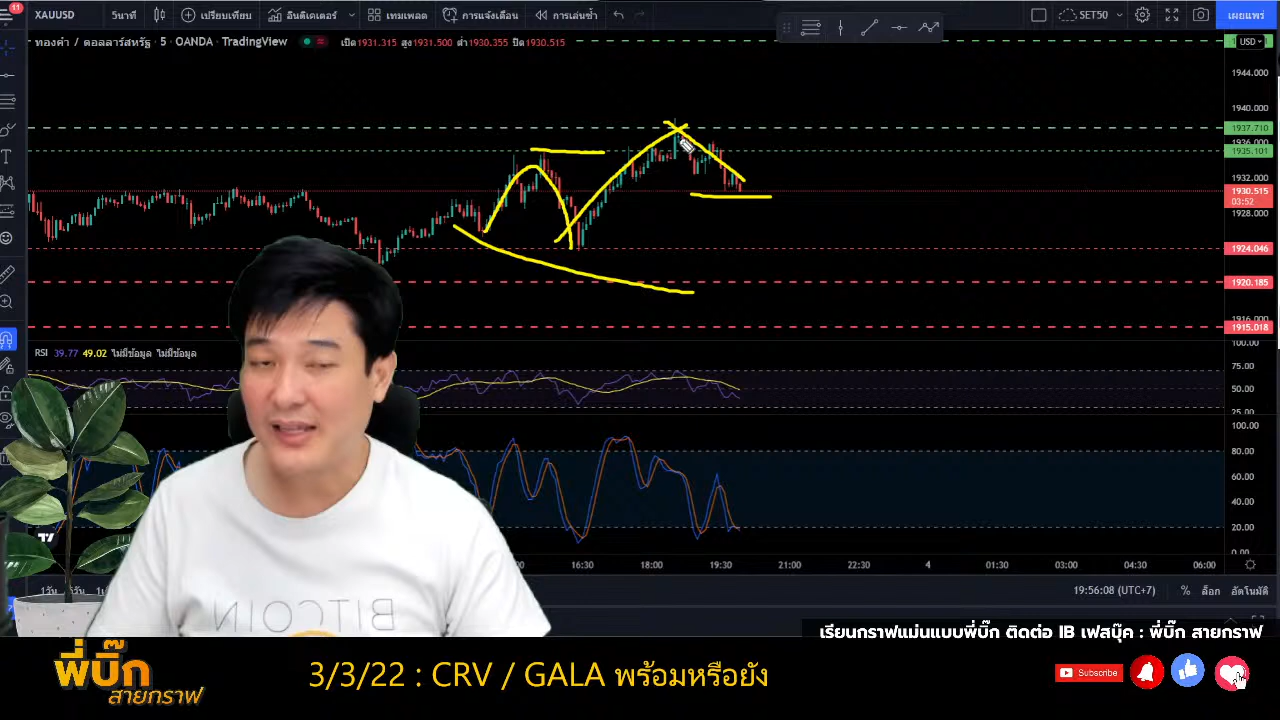 11
XAUUSD
5นาที
เปรียบเทียบ
อินดิเคเตอร์
เทมเพลต
การแจ้งเตือน
การเล่นซ้ำ
SET50
เผยแพร่
ทองคำ / ดอลลาร์สหรัฐ · 5 · OANDA · TradingView
เปิด1931.315 สูง1931.500 ต่ำ1930.355 ปิด1930.515
USD
1944.000
1940.000
1937.710
1936.000
1935.101
1932.000
1930.515
03:52
1928.000
1924.046
1920.185
1916.000
1915.018
RSI 39.77 49.02 ไม่มีข้อมูล ไม่มีข้อมูล
100.00
75.00
50.00
25.00
100.00
80.00
60.00
40.00
20.00
0.00
16:30 18:00 19:30 21:00 22:30 4 01:30 03:00 04:30 06:00
1วัน
19:56:08 (UTC+7) % ล็อก อัตโนมัติ
BITCOIN
เรียนกราฟแม่นแบบพี่บิ๊ก ติดต่อ IB เฟสบุ๊ค : พี่บิ๊ก สายกราฟ
พี่บิ๊ก
สายกราฟ
3/3/22 : CRV / GALA พร้อมหรือยัง
Subscribe